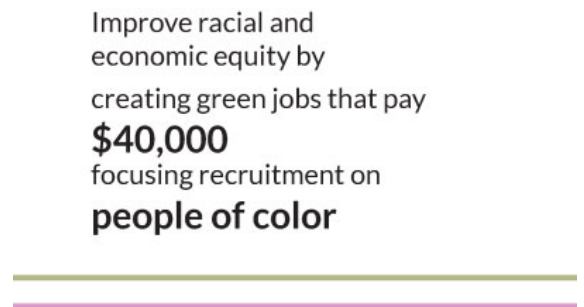 Improve racial and
economic equity by
creating green jobs that pay
$40,000
focusing recruitment on
people of color